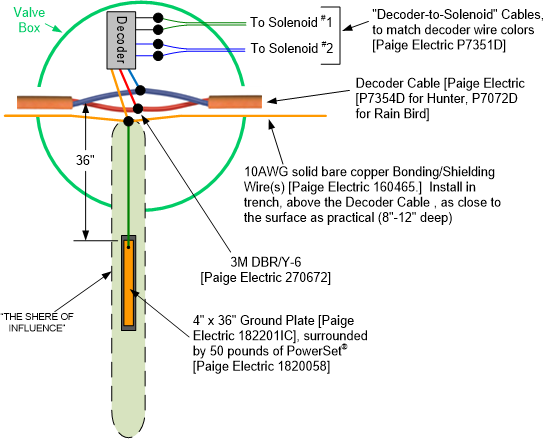 Valve
Box
Decoder
To Solenoid #1
To Solenoid #2
"Decoder-to-Solenoid" Cables,
to match decoder wire colors
[Paige Electric P7351D]
Decoder Cable [Paige Electric
[P7354D for Hunter, P7072D
for Rain Bird]
36"
10AWG solid bare copper Bonding/Shielding
Wire(s) [Paige Electric 160465.]  Install in
trench, above the Decoder Cable , as close to
the surface as practical (8"-12" deep)
3M DBR/Y-6
[Paige Electric 270672]
"THE SHERE OF
INFLUENCE"
4" x 36" Ground Plate [Paige
Electric 182201IC], surrounded
by 50 pounds of PowerSet®
[Paige Electric 1820058]